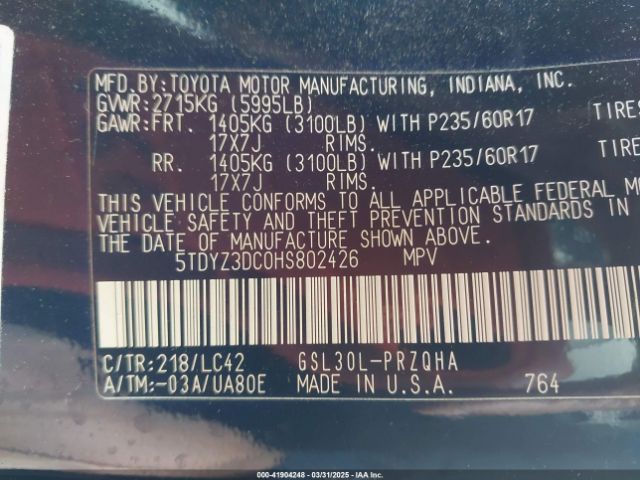 MFD.BY:TOYOTA MOTOR MANUFACTURING, INDIANA, INC.
GVWR:2715KG (5995LB)
GAWR:FRT. 1405KG (3100LB) WITH P235/60R17 TIRES
17X7J RIMS.
RR. 1405KG (3100LB) WITH P235/60R17 TIRE
17X7J RIMS.
THIS VEHICLE CONFORMS TO ALL APPLICABLE FEDERAL MO
VEHICLE SAFETY AND THEFT PREVENTION STANDARDS IN
THE DATE OF MANUFACTURE SHOWN ABOVE.
5TDYZ3DC0HS802426 MPV
C/TR:218/LC42 GSL30L-PRZQHA
A/TM:-03A/UA80E MADE IN U.S.A. 764
000-41904248 - 03/31/2025 - IAA Inc.